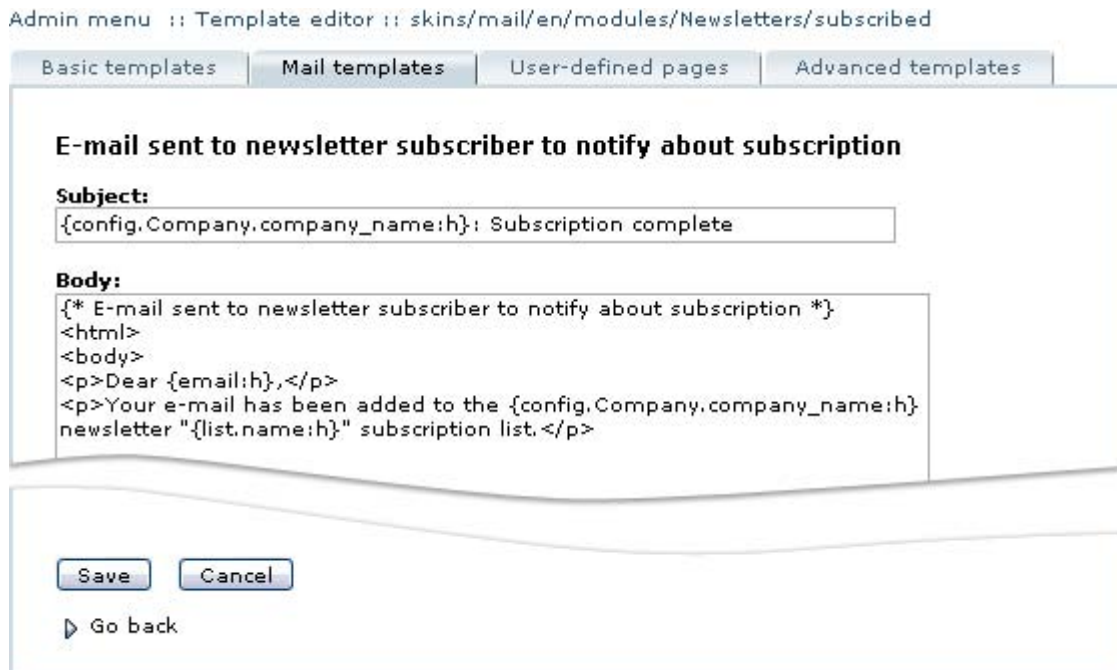 Admin menu :: Template editor :: skins/mail/en/modules/Newsletters/subscribed
Basic templates Mail templates User-defined pages Advanced templates
E-mail sent to newsletter subscriber to notify about subscription
Subject:
{config.Company.company_name:h}: Subscription complete
Body:
{* E-mail sent to newsletter subscriber to notify about subscription *}
<html>
<body>
<p>Dear {email:h},</p>
<p>Your e-mail has been added to the {config.Company.company_name:h}
newsletter "{list.name:h}" subscription list.</p>
Save Cancel
Go back